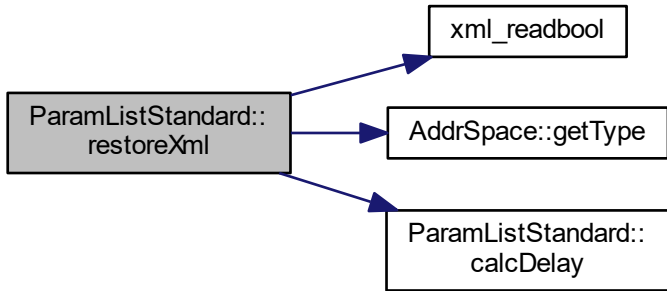 ParamListStandard::
restoreXml
xml_readbool
AddrSpace::getType
ParamListStandard::
calcDelay